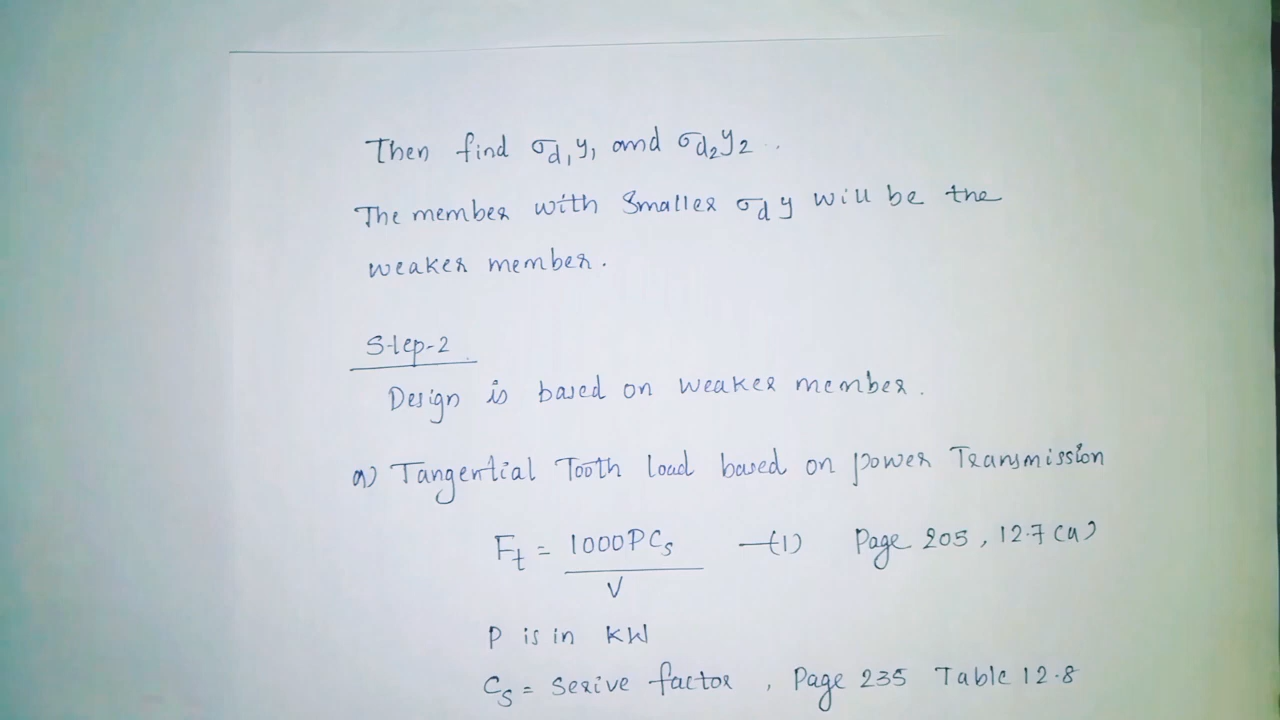 Then find σd₁y₁ and σd₂y₂.
The member with Smaller σd y will be the
weaker member.
Step-2
Design is based on weaker member.
a) Tangential Tooth load based on power Transmission
Ft = 1000PCs / V —(1) Page 205, 12.7(a)
P is in KW
Cs = Serive factor, Page 235 Table 12.8